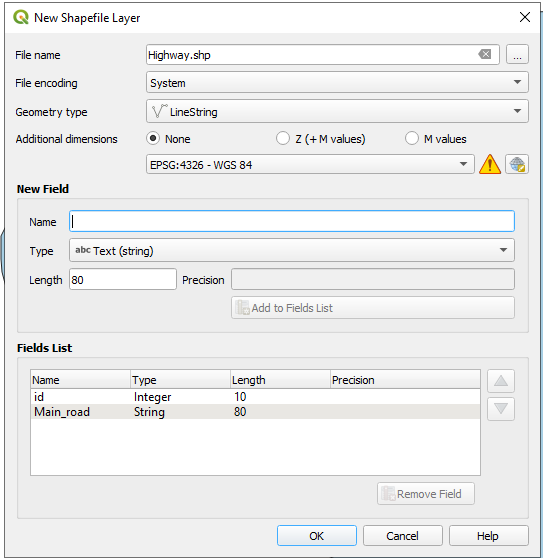 New Shapefile Layer
File name Highway.shp ...
File encoding System
Geometry type LineString
Additional dimensions None Z (+ M values) M values
EPSG:4326 - WGS 84
New Field
Name
Type abc Text (string)
Length 80 Precision
Add to Fields List
Fields List
Name Type Length Precision
id Integer 10
Main_road String 80
Remove Field
OK Cancel Help